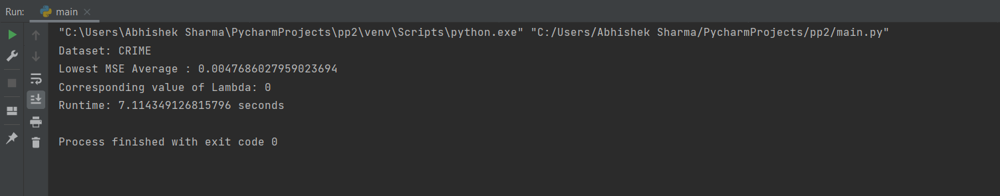 Run: main
"C:\Users\Abhishek Sharma\PycharmProjects\pp2\venv\Scripts\python.exe" "C:/Users/Abhishek Sharma/PycharmProjects/pp2/main.py"
Dataset: CRIME
Lowest MSE Average : 0.0047686027959023694
Corresponding value of Lambda: 0
Runtime: 7.114349126815796 seconds
Process finished with exit code 0